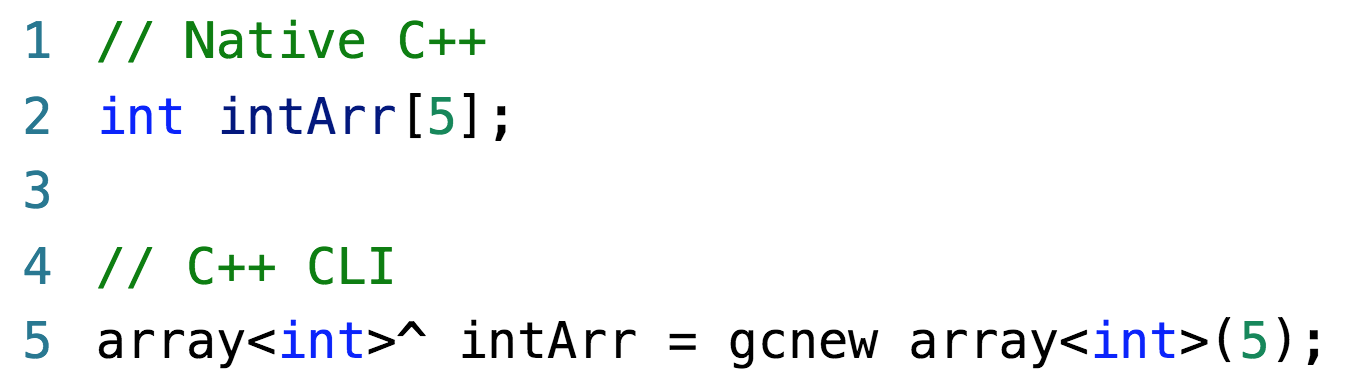 1 // Native C++
2 int intArr[5];
3
4 // C++ CLI
5 array<int>^ intArr = gcnew array<int>(5);